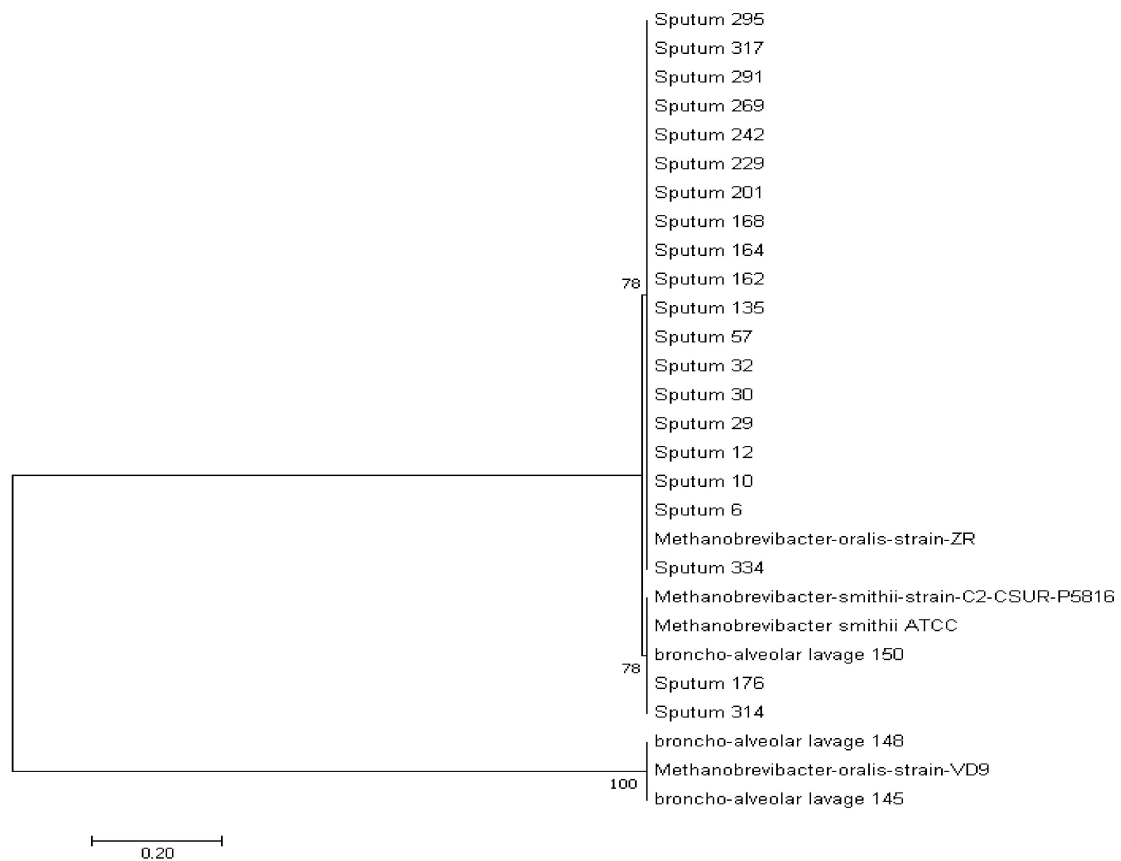 Sputum 295
Sputum 317
Sputum 291
Sputum 269
Sputum 242
Sputum 229
Sputum 201
Sputum 168
Sputum 164
Sputum 162
78
Sputum 135
Sputum 57
Sputum 32
Sputum 30
Sputum 29
Sputum 12
Sputum 10
Sputum 6
Methanobrevibacter-oralis-strain-ZR
Sputum 334
Methanobrevibacter-smithii-strain-C2-CSUR-P5816
Methanobrevibacter smithii ATCC
broncho-alveolar lavage 150
78
Sputum 176
Sputum 314
broncho-alveolar lavage 148
Methanobrevibacter-oralis-strain-VD9
100
broncho-alveolar lavage 145
0.20